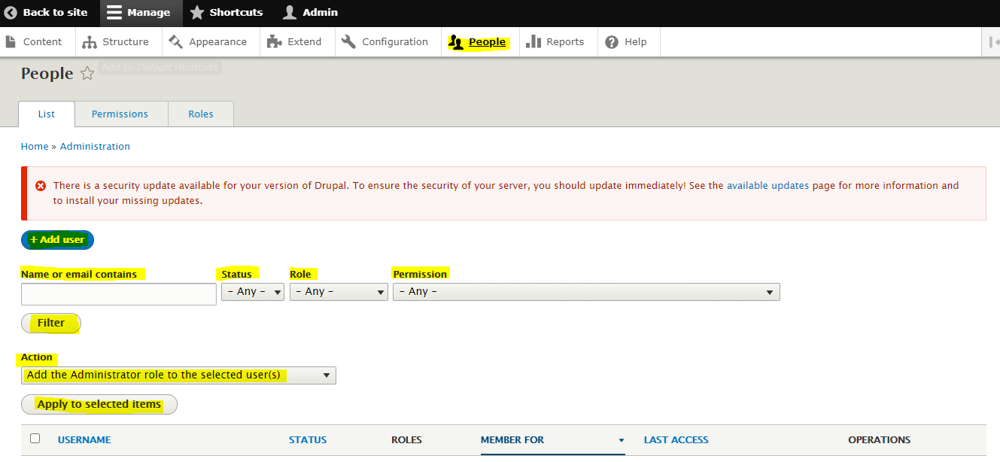 Back to site Manage Shortcuts Admin
Content Structure Appearance Extend Configuration People Reports Help
People Add to Default shortcuts
List Permissions Roles
Home » Administration
There is a security update available for your version of Drupal. To ensure the security of your server, you should update immediately! See the available updates page for more information and
to install your missing updates.
+ Add user
Name or email contains Status Role Permission
- Any - - Any - - Any -
Filter
Action
Add the Administrator role to the selected user(s)
Apply to selected items
USERNAME STATUS ROLES MEMBER FOR LAST ACCESS OPERATIONS